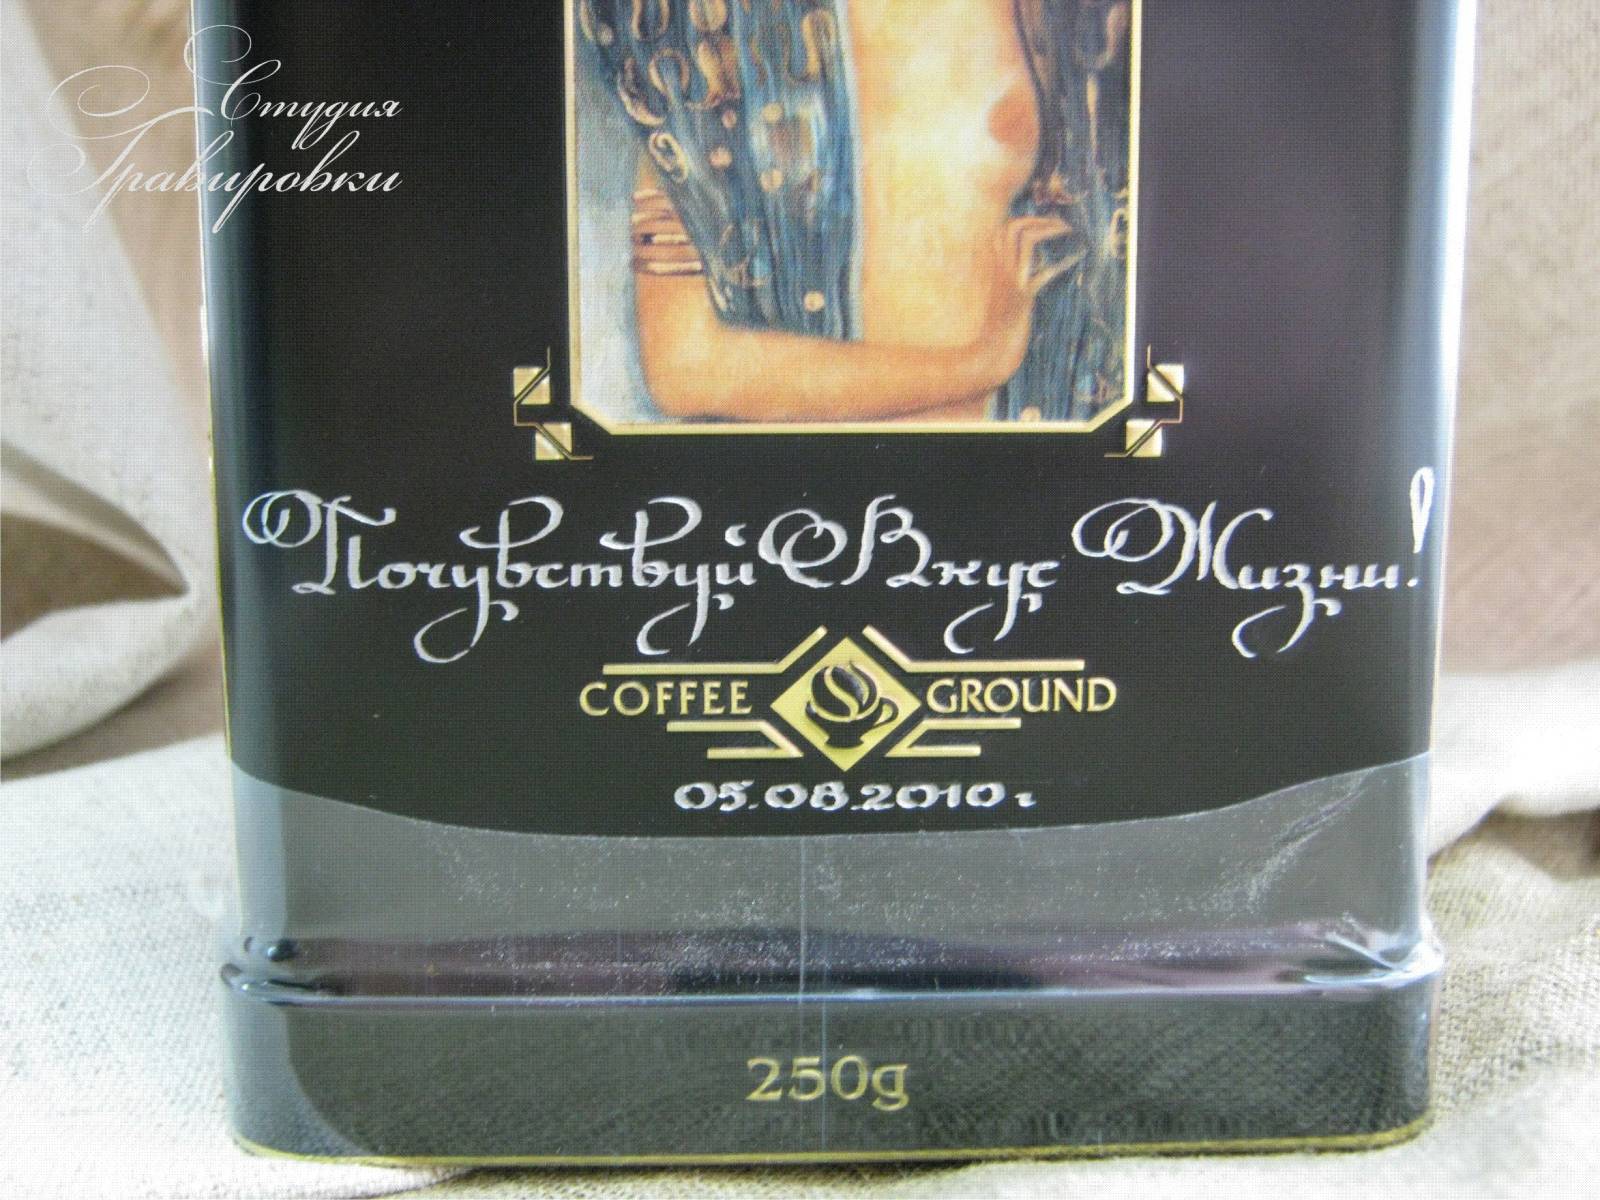 Студия
Гравировки
Почувствуй Вкус Жизни!
COFFEE GROUND
05.08.2010 г
250g